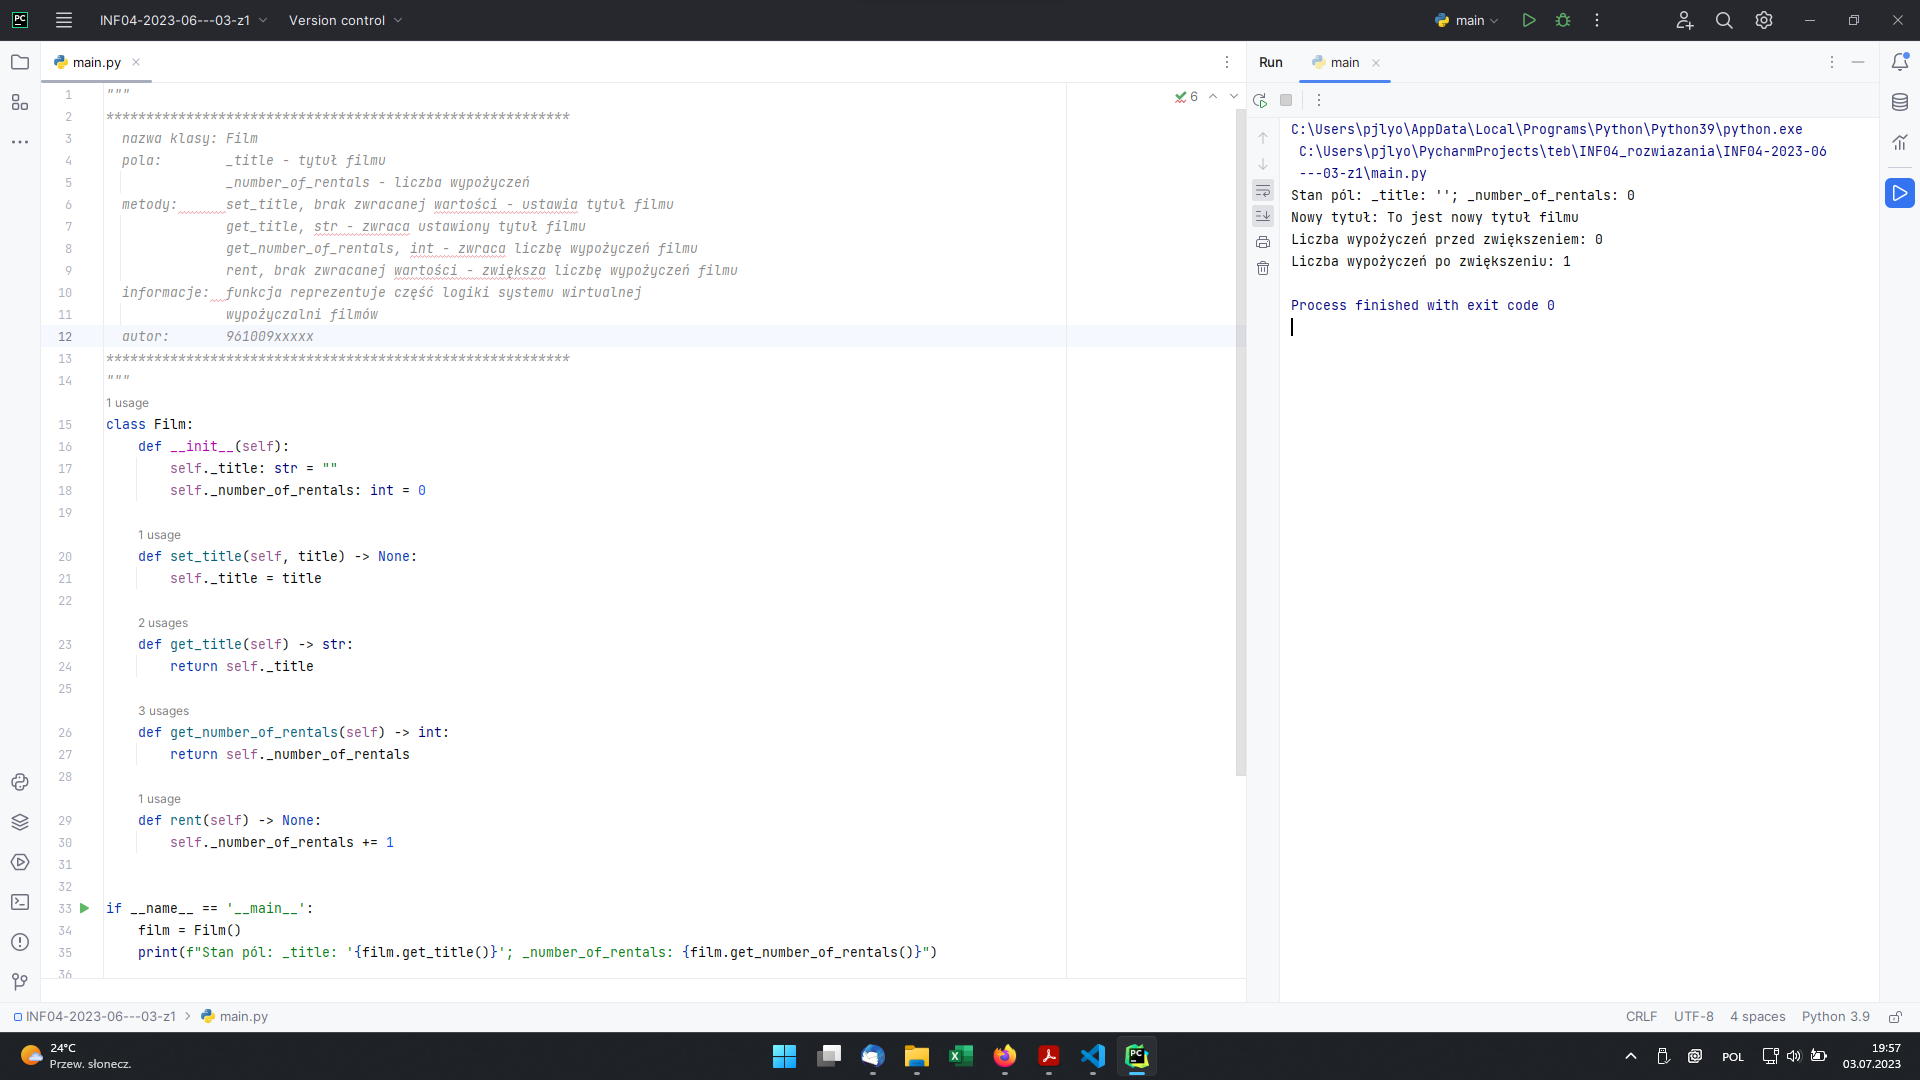 INF04-2023-06---03-z1 Version control main
main.py
6
1 """
2 **********************************************************
3 nazwa klasy: Film
4 pola: _title - tytuł filmu
5 _number_of_rentals - liczba wypożyczeń
6 metody: set_title, brak zwracanej wartości - ustawia tytuł filmu
7 get_title, str - zwraca ustawiony tytuł filmu
8 get_number_of_rentals, int - zwraca liczbę wypożyczeń filmu
9 rent, brak zwracanej wartości - zwiększa liczbę wypożyczeń filmu
10 informacje: funkcja reprezentuje część logiki systemu wirtualnej
11 wypożyczalni filmów
12 autor: 961009xxxxx
13 **********************************************************
14 """
1 usage
15 class Film:
16 def __init__(self):
17 self._title: str = ""
18 self._number_of_rentals: int = 0
19
1 usage
20 def set_title(self, title) -> None:
21 self._title = title
22
2 usages
23 def get_title(self) -> str:
24 return self._title
25
3 usages
26 def get_number_of_rentals(self) -> int:
27 return self._number_of_rentals
28
1 usage
29 def rent(self) -> None:
30 self._number_of_rentals += 1
31
32
33 if __name__ == '__main__':
34 film = Film()
35 print(f"Stan pól: _title: '{film.get_title()}'; _number_of_rentals: {film.get_number_of_rentals()}")
36
Run main
C:\Users\pjlyo\AppData\Local\Programs\Python\Python39\python.exe
C:\Users\pjlyo\PycharmProjects\teb\INF04_rozwiazania\INF04-2023-06
---03-z1\main.py
Stan pól: _title: ''; _number_of_rentals: 0
Nowy tytuł: To jest nowy tytuł filmu
Liczba wypożyczeń przed zwiększeniem: 0
Liczba wypożyczeń po zwiększeniu: 1
Process finished with exit code 0
INF04-2023-06---03-z1 > main.py
CRLF UTF-8 4 spaces Python 3.9
24°C
Przew. słonecz.
POL
19:57
03.07.2023